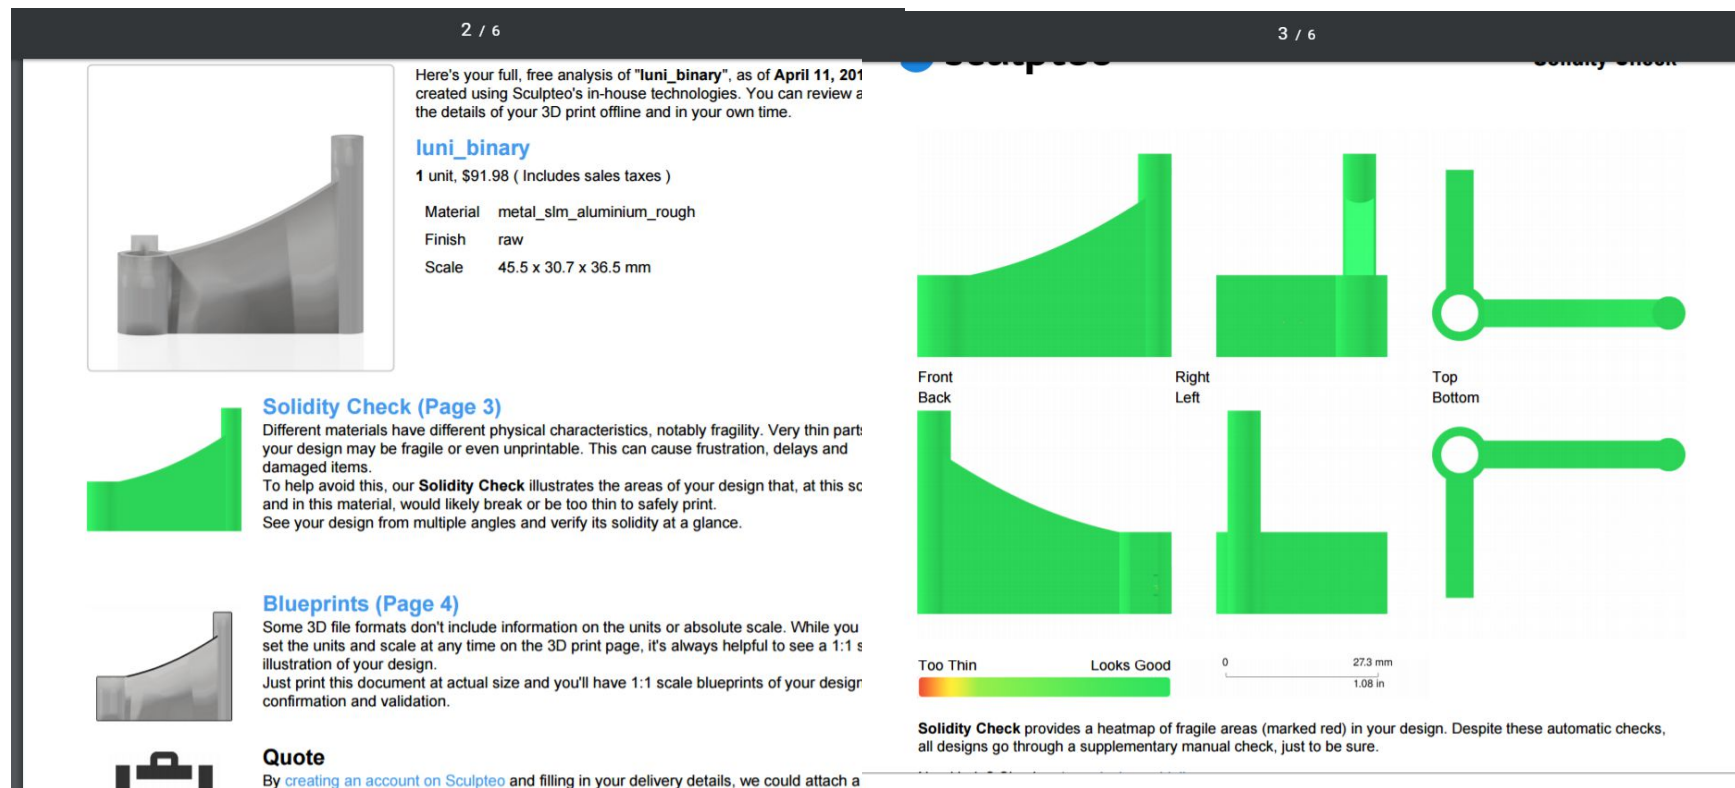 2 / 6
Here's your full, free analysis of "luni_binary", as of April 11, 201
created using Sculpteo's in-house technologies. You can review a
the details of your 3D print offline and in your own time.
luni_binary
1 unit, $91.98 ( Includes sales taxes )
Material metal_slm_aluminium_rough
Finish raw
Scale 45.5 x 30.7 x 36.5 mm
Solidity Check (Page 3)
Different materials have different physical characteristics, notably fragility. Very thin parts
your design may be fragile or even unprintable. This can cause frustration, delays and
damaged items.
To help avoid this, our Solidity Check illustrates the areas of your design that, at this sc
and in this material, would likely break or be too thin to safely print.
See your design from multiple angles and verify its solidity at a glance.
Blueprints (Page 4)
Some 3D file formats don't include information on the units or absolute scale. While you
set the units and scale at any time on the 3D print page, it's always helpful to see a 1:1 s
illustration of your design.
Just print this document at actual size and you'll have 1:1 scale blueprints of your design
confirmation and validation.
Quote
By creating an account on Sculpteo and filling in your delivery details, we could attach a
3 / 6
sculpteo
Solidity Check
Front
Back
Right
Left
Top
Bottom
Too Thin Looks Good
0 27.3 mm
1.08 in
Solidity Check provides a heatmap of fragile areas (marked red) in your design. Despite these automatic checks,
all designs go through a supplementary manual check, just to be sure.